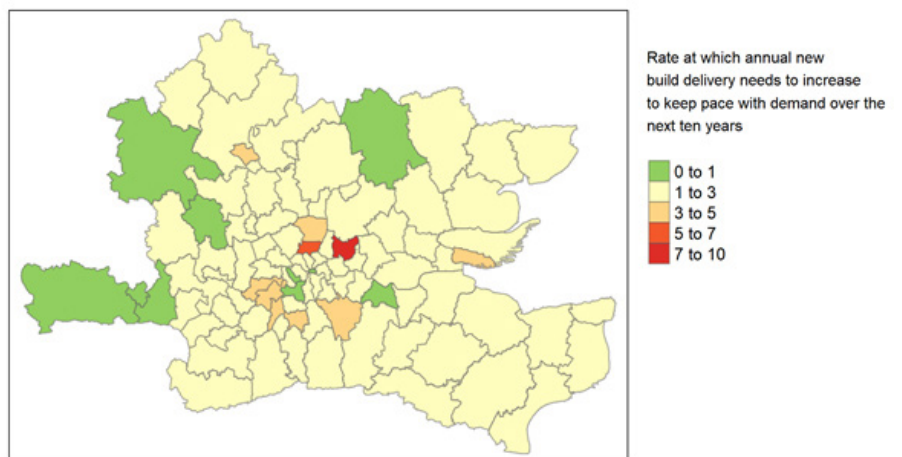 Rate at which annual new
build delivery needs to increase
to keep pace with demand over the
next ten years
0 to 1
1 to 3
3 to 5
5 to 7
7 to 10